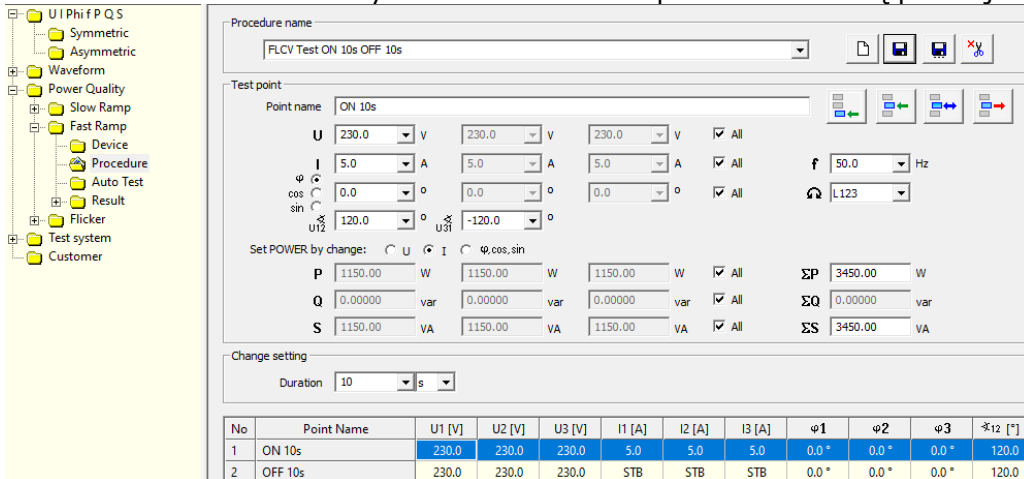 U I Phi f P Q S
Symmetric
Asymmetric
Waveform
Power Quality
Slow Ramp
Fast Ramp
Device
Procedure
Auto Test
Result
Flicker
Test system
Customer
Procedure name
FLCV Test ON 10s OFF 10s
Test point
Point name ON 10s
U 230.0 V 230.0 V 230.0 V All
I 5.0 A 5.0 A 5.0 A All f 50.0 Hz
φ
cos 0.0 ° 0.0 ° 0.0 ° All L123
sin
U12 120.0 ° U31 -120.0 °
Set POWER by change: U I φ,cos,sin
P 1150.00 W 1150.00 W 1150.00 W All ΣP 3450.00 W
Q 0.00000 var 0.00000 var 0.00000 var All ΣQ 0.00000 var
S 1150.00 VA 1150.00 VA 1150.00 VA All ΣS 3450.00 VA
Change setting
Duration 10 s
No Point Name U1 [V] U2 [V] U3 [V] I1 [A] I2 [A] I3 [A] φ1 φ2 φ3 ∢12 [°]
1 ON 10s 230.0 230.0 230.0 5.0 5.0 5.0 0.0 ° 0.0 ° 0.0 ° 120.0
2 OFF 10s 230.0 230.0 230.0 STB STB STB 0.0 ° 0.0 ° 0.0 ° 120.0